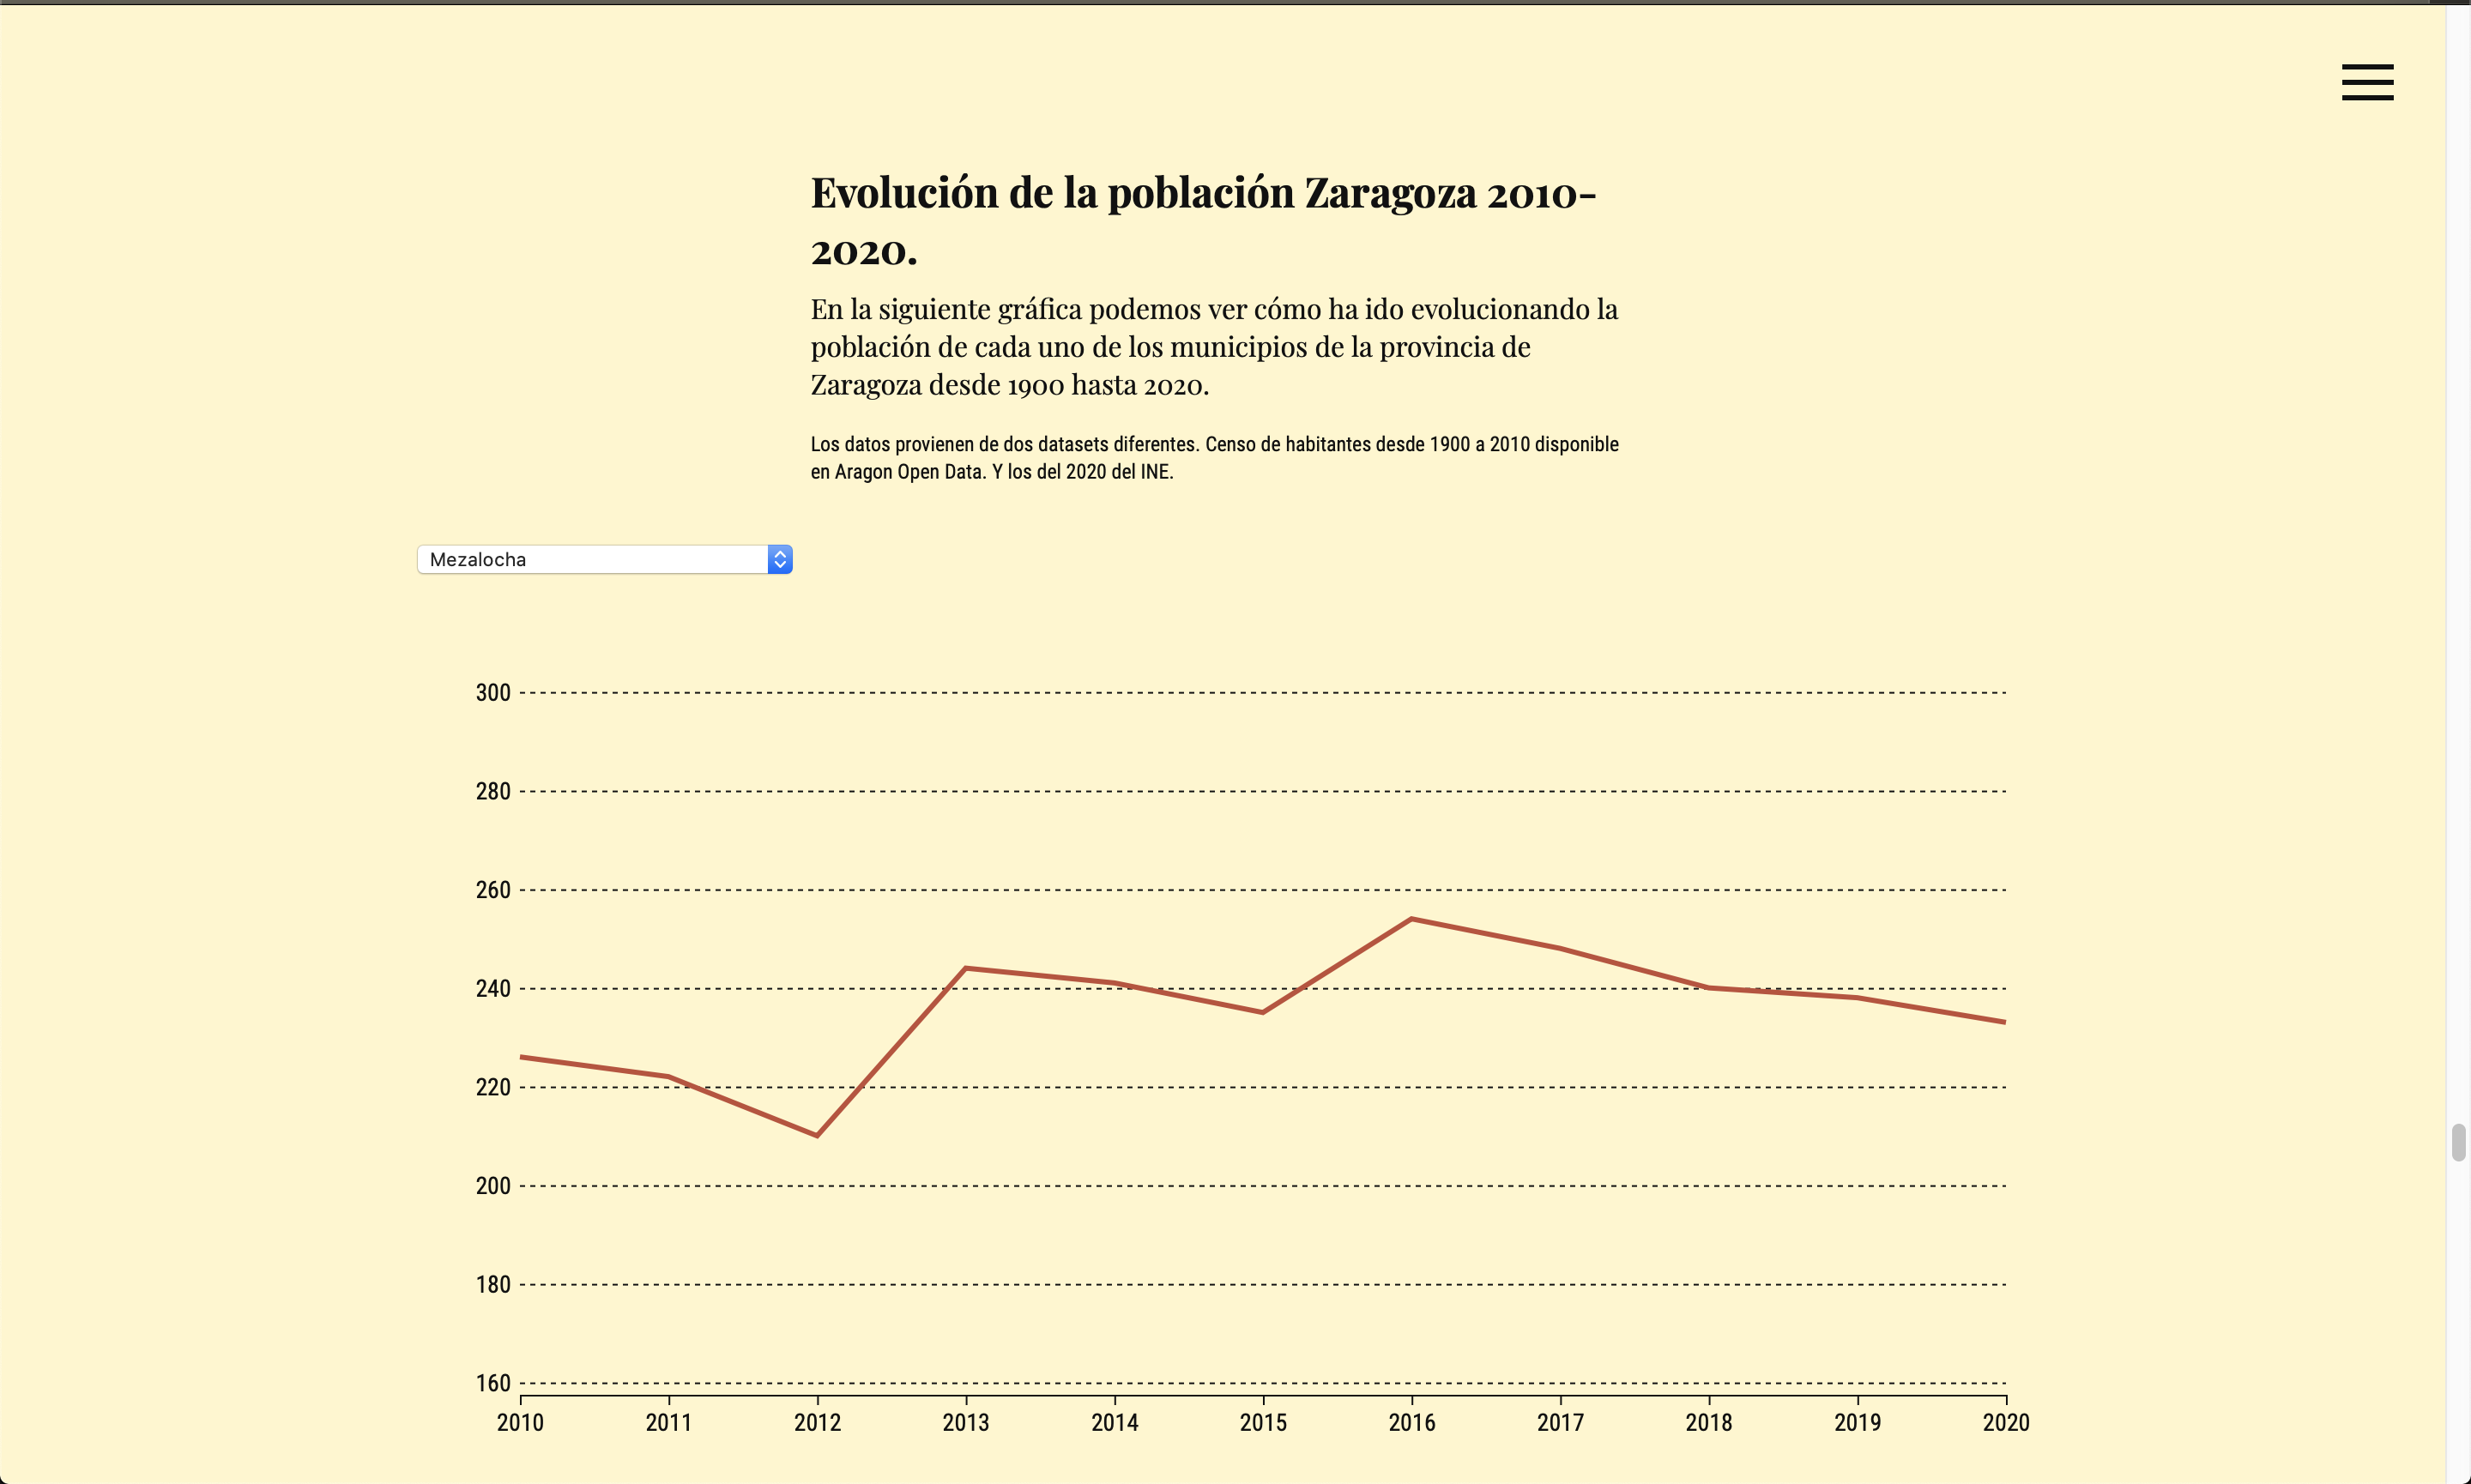 Evolución de la población Zaragoza 2010-
2020.
En la siguiente gráfica podemos ver cómo ha ido evolucionando la
población de cada uno de los municipios de la provincia de
Zaragoza desde 1900 hasta 2020.
Los datos provienen de dos datasets diferentes. Censo de habitantes desde 1900 a 2010 disponible
en Aragon Open Data. Y los del 2020 del INE.
Mezalocha
300
280
260
240
220
200
180
160
2010 2011 2012 2013 2014 2015 2016 2017 2018 2019 2020